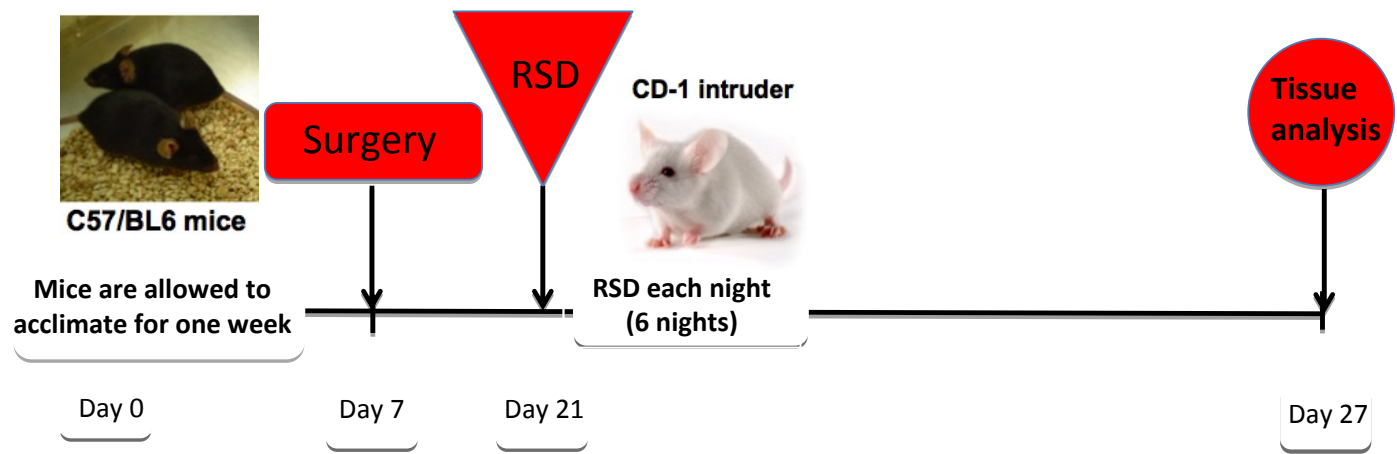 RSD
CD-1 intruder
Surgery
Tissue
analysis
C57/BL6 mice
Mice are allowed to
acclimate for one week
RSD each night
(6 nights)
Day 0
Day 7
Day 21
Day 27